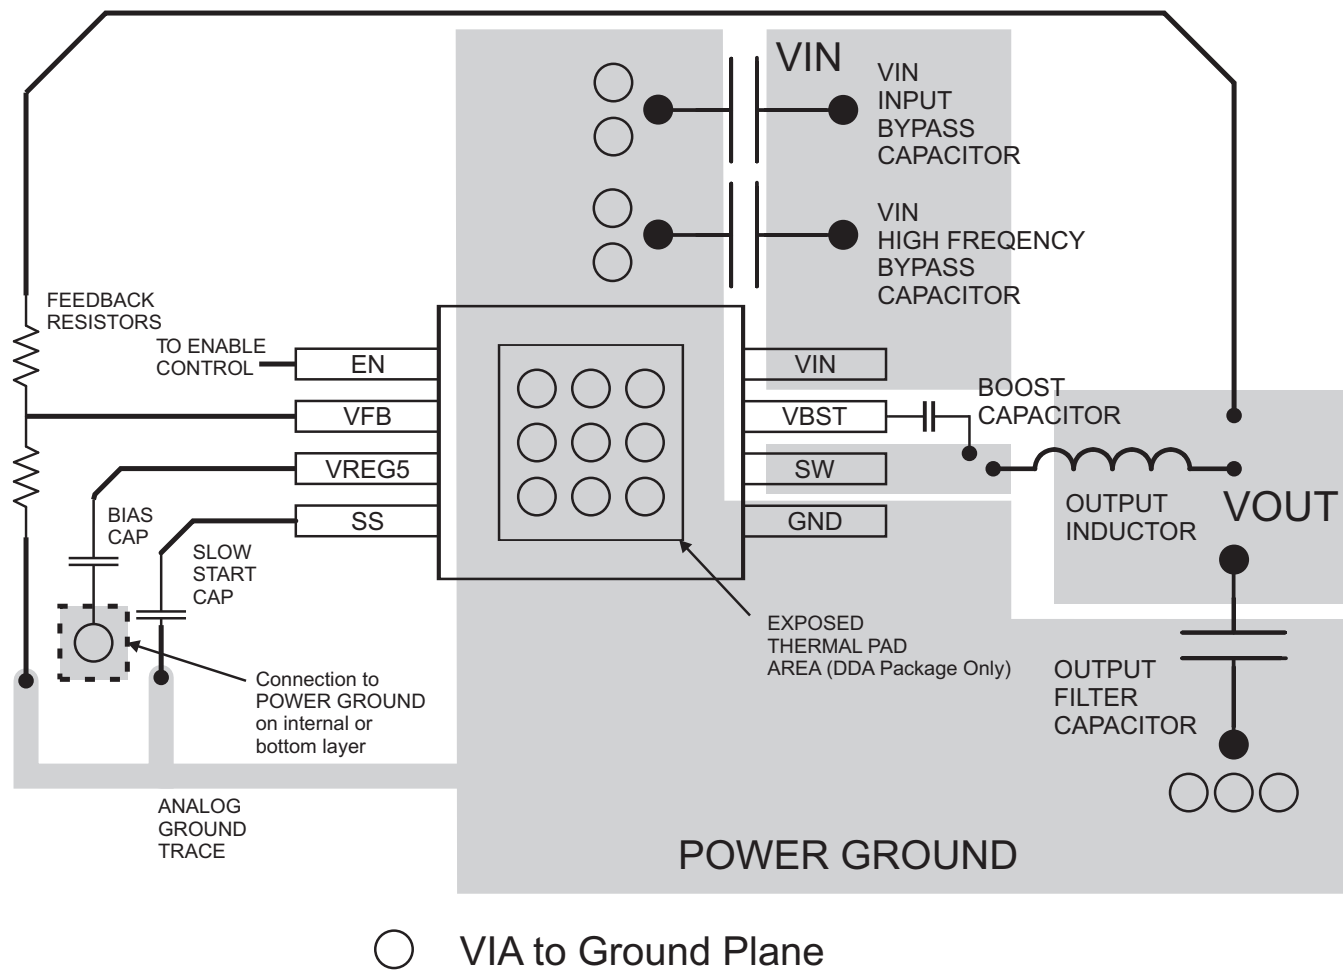 VIN
VIN
INPUT
BYPASS
CAPACITOR
VIN
HIGH FREQENCY
BYPASS
CAPACITOR
FEEDBACK
RESISTORS
TO ENABLE
CONTROL
EN
VFB
VREG5
SS
VIN
VBST
SW
GND
BOOST
CAPACITOR
OUTPUT
INDUCTOR
VOUT
BIAS
CAP
SLOW
START
CAP
EXPOSED
THERMAL PAD
AREA (DDA Package Only)
Connection to
POWER GROUND
on internal or
bottom layer
OUTPUT
FILTER
CAPACITOR
ANALOG
GROUND
TRACE
POWER GROUND
VIA to Ground Plane